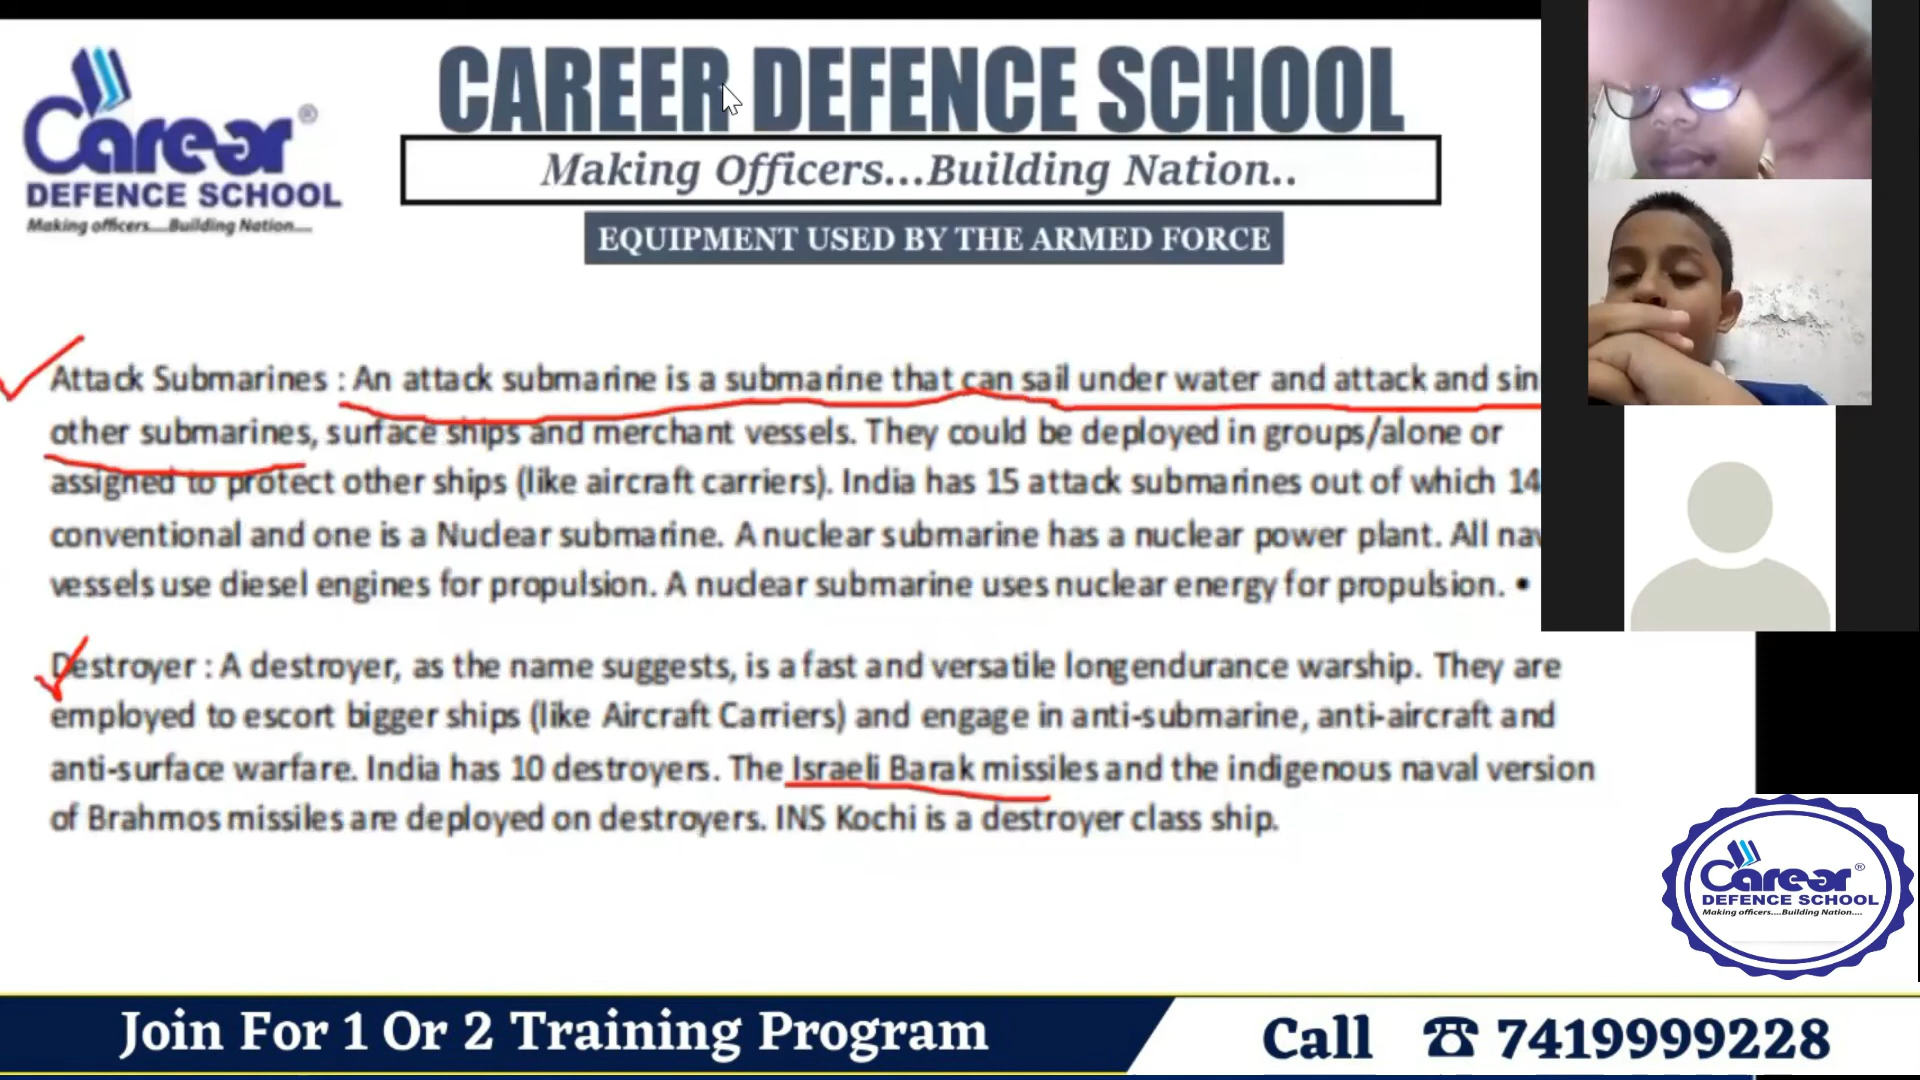 Carear®
DEFENCE SCHOOL
Making officers....Building Nation....
CAREER DEFENCE SCHOOL
Making Officers...Building Nation..
EQUIPMENT USED BY THE ARMED FORCE
Attack Submarines : An attack submarine is a submarine that can sail under water and attack and sin
other submarines, surface ships and merchant vessels. They could be deployed in groups/alone or
assigned to protect other ships (like aircraft carriers). India has 15 attack submarines out of which 14
conventional and one is a Nuclear submarine. A nuclear submarine has a nuclear power plant. All nav
vessels use diesel engines for propulsion. A nuclear submarine uses nuclear energy for propulsion. •
Destroyer : A destroyer, as the name suggests, is a fast and versatile longendurance warship. They are
employed to escort bigger ships (like Aircraft Carriers) and engage in anti-submarine, anti-aircraft and
anti-surface warfare. India has 10 destroyers. The Israeli Barak missiles and the indigenous naval version
of Brahmos missiles are deployed on destroyers. INS Kochi is a destroyer class ship.
Carear®
DEFENCE SCHOOL
Making officers....Building Nation....
Join For 1 Or 2 Training Program
Call ☎ 7419999228